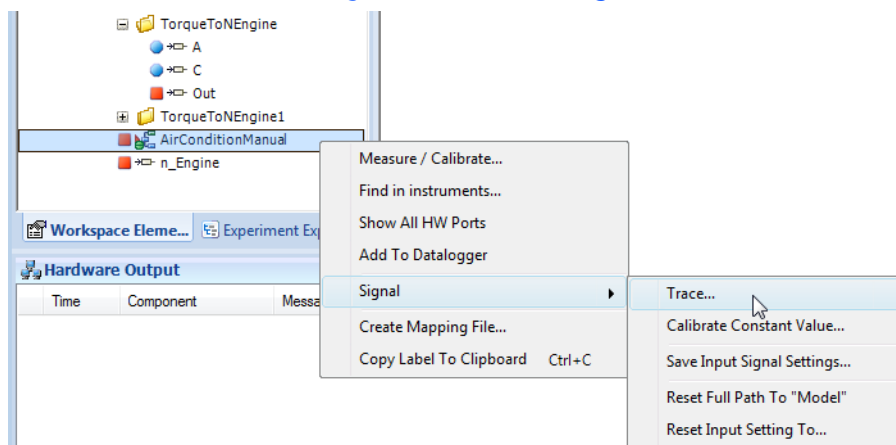 TorqueToNEngine
A
C
Out
TorqueToNEngine1
AirConditionManual
n_Engine
Workspace Eleme...
Experiment Ex
Hardware Output
Time Component Messa
Measure / Calibrate...
Find in instruments...
Show All HW Ports
Add To Datalogger
Signal
Create Mapping File...
Copy Label To Clipboard Ctrl+C
Trace...
Calibrate Constant Value...
Save Input Signal Settings...
Reset Full Path To "Model"
Reset Input Setting To...